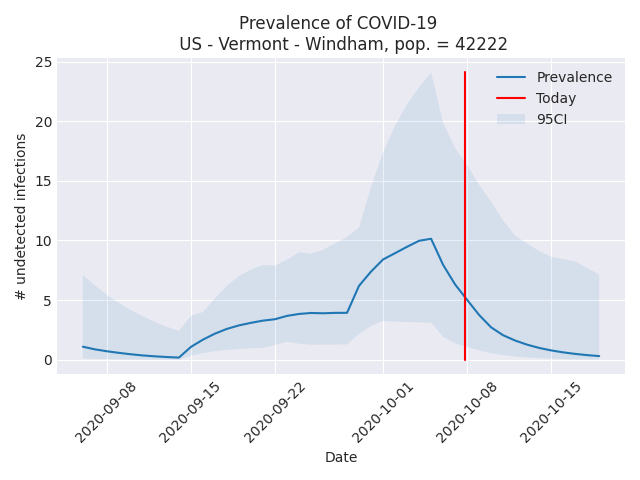 Prevalence of COVID-19
US - Vermont - Windham, pop. = 42222
Prevalence
Today
95CI
# undetected infections
25
20
15
10
5
0
2020-09-08
2020-09-15
2020-09-22
2020-10-01
2020-10-08
2020-10-15
Date